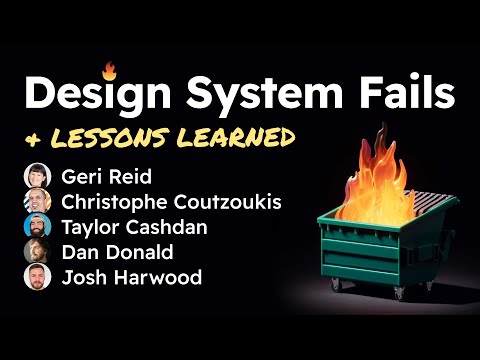 Design System Fails
& LESSONS LEARNED
Geri Reid
Christophe Coutzoukis
Taylor Cashdan
Dan Donald
Josh Harwood